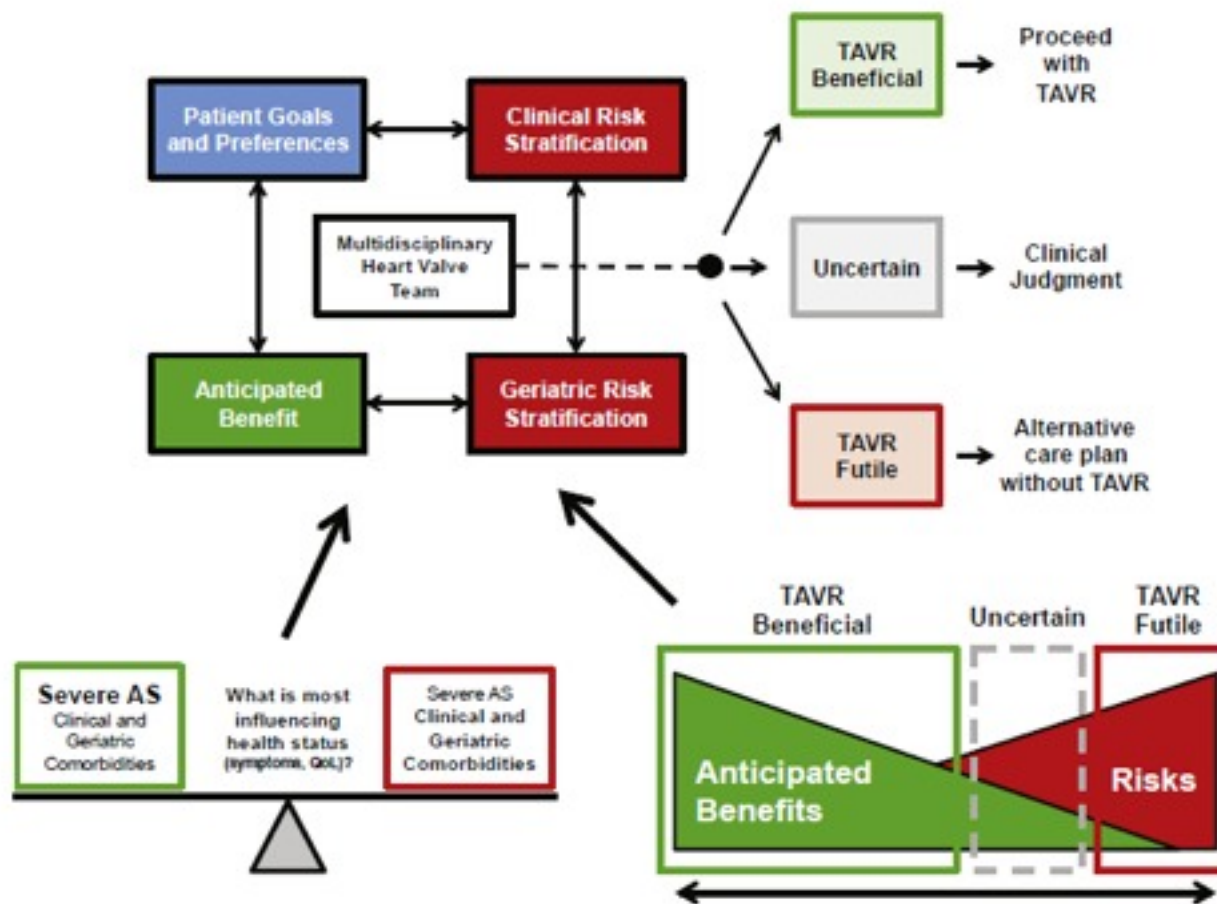 TAVR
Beneficial
Proceed
with
TAVR
Patient Goals
and Preferences
Clinical Risk
Stratification
Multidisciplinary
Heart Valve
Team
Uncertain
Clinical
Judgment
Anticipated
Benefit
Geriatric Risk
Stratification
TAVR
Futile
Alternative
care plan
without TAVR
Severe AS
Clinical and
Geriatric
Comorbidities
What is most
influencing
health status
(symptoms, QoL)?
Severe AS
Clinical and
Geriatric
Comorbidities
TAVR
Beneficial
Uncertain
TAVR
Futile
Anticipated
Benefits
Risks